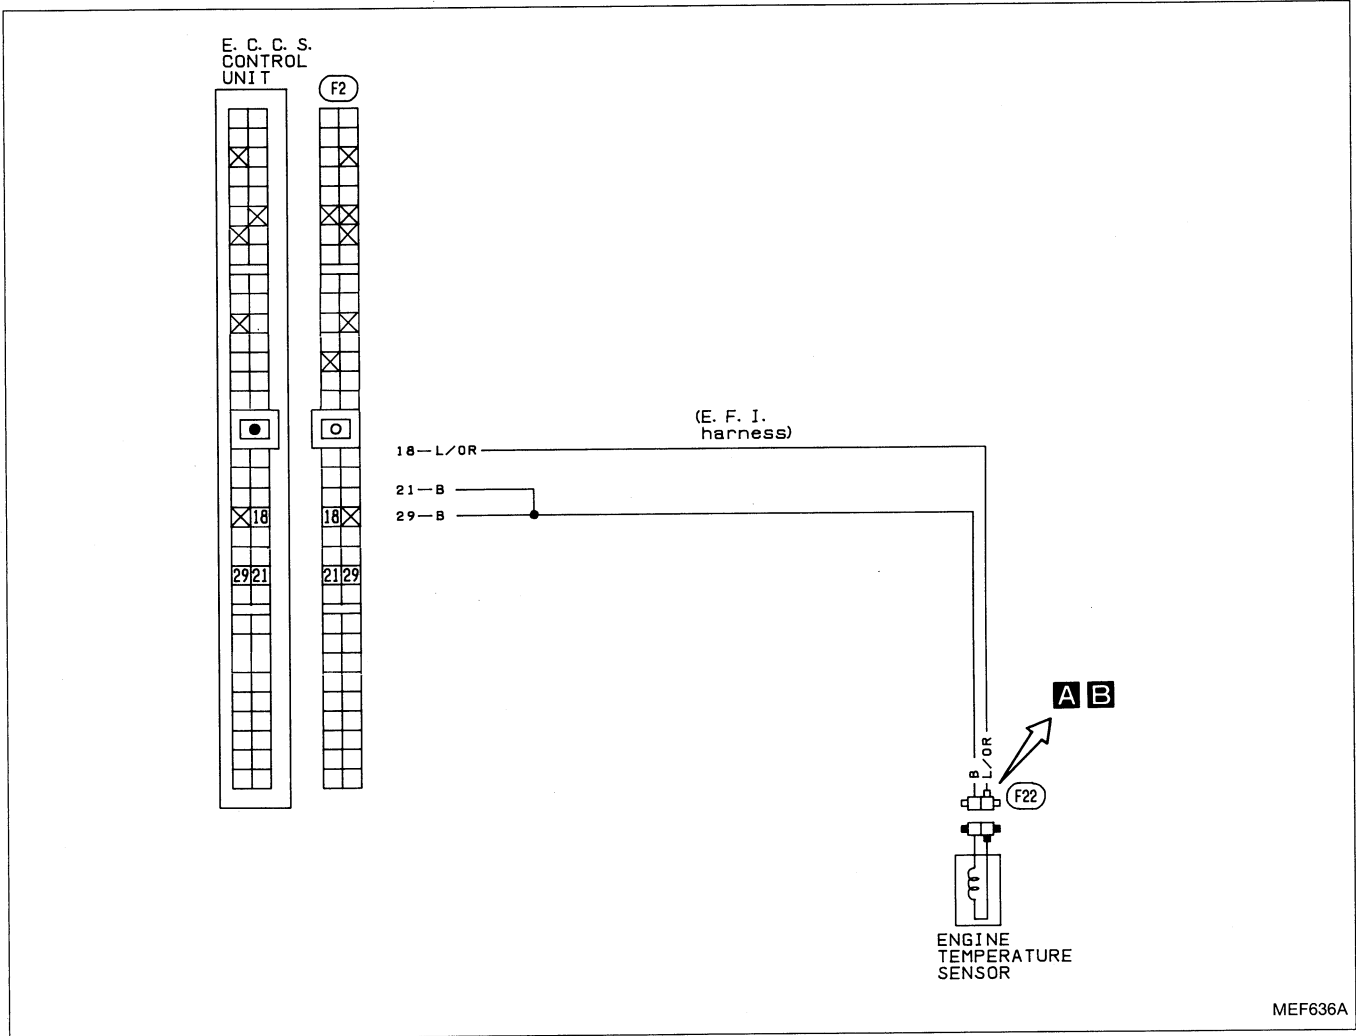 E. C. C. S.
CONTROL
UNIT
F2
(E. F. I.
harness)
18—L/OR
21—B
29—B
18
18
29 21
21 29
A B
B
L/OR
F22
ENGINE
TEMPERATURE
SENSOR
MEF636A